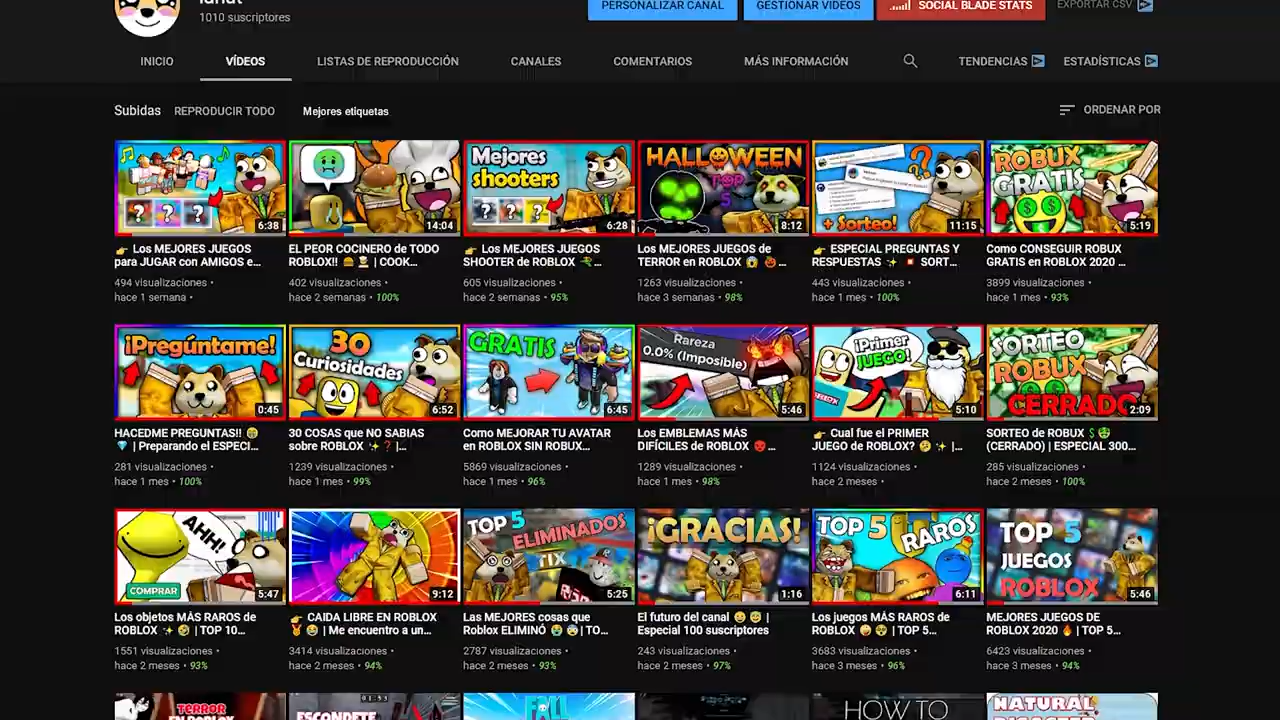 1010 suscriptores
PERSONALIZAR CANAL
GESTIONAR VÍDEOS
SOCIAL BLADE STATS
EXPORTAR CSV
INICIO
VÍDEOS
LISTAS DE REPRODUCCIÓN
CANALES
COMENTARIOS
MÁS INFORMACIÓN
TENDENCIAS
ESTADÍSTICAS
Subidas
REPRODUCIR TODO
Mejores etiquetas
ORDENAR POR
? ? ?
6:38
14:04
Mejores
shooters
? ? ?
6:28
HALLOWEEN
TOP
5
8:12
?
+ Sorteo!
11:15
ROBUX
GRATIS
5:19
👉 Los MEJORES JUEGOS
para JUGAR con AMIGOS e...
494 visualizaciones •
hace 1 semana •
EL PEOR COCINERO de TODO
ROBLOX!! 🍔 👨‍🍳 | COOK...
402 visualizaciones •
hace 2 semanas • 100%
👉 Los MEJORES JUEGOS
SHOOTER de ROBLOX 🔫...
605 visualizaciones •
hace 2 semanas • 95%
Los MEJORES JUEGOS de
TERROR en ROBLOX 😱 🎃...
1263 visualizaciones •
hace 3 semanas • 98%
👉 ESPECIAL PREGUNTAS Y
RESPUESTAS ✨ 💥 SORT...
443 visualizaciones •
hace 1 mes • 100%
Como CONSEGUIR ROBUX
GRATIS en ROBLOX 2020 ...
3899 visualizaciones •
hace 1 mes • 93%
¡Pregúntame!
0:45
30
Curiosidades
6:52
GRATIS
6:45
Rareza
0.0% (Imposible)
5:46
¡Primer
JUEGO!
5:10
SORTEO
ROBUX
CERRADO
2:09
HACEDME PREGUNTAS!! 🤔
💎 | Preparando el ESPECI...
281 visualizaciones •
hace 1 mes • 100%
30 COSAS que NO SABIAS
sobre ROBLOX ✨❓ |...
1239 visualizaciones •
hace 1 mes • 99%
Como MEJORAR TU AVATAR
en ROBLOX SIN ROBUX...
5869 visualizaciones •
hace 1 mes • 96%
Los EMBLEMAS MÁS
DIFÍCILES de ROBLOX 😡...
1289 visualizaciones •
hace 1 mes • 98%
👉 Cual fue el PRIMER
JUEGO de ROBLOX? 🤔 ✨ |...
1124 visualizaciones •
hace 2 meses •
SORTEO de ROBUX 💲🤑
(CERRADO) | ESPECIAL 300...
285 visualizaciones •
hace 2 meses • 100%
AHH!
COMPRAR
5:47
9:12
TOP 5
ELIMINADOS
TIX
5:25
¡GRACIAS!
1:16
TOP 5
RAROS
6:11
TOP 5
JUEGOS
ROBLOX
5:46
Los objetos MÁS RAROS de
ROBLOX ✨ 🤣 | TOP 10...
1551 visualizaciones •
hace 2 meses • 93%
👉 CAIDA LIBRE EN ROBLOX
🏅 😭 | Me encuentro a un...
3414 visualizaciones •
hace 2 meses • 94%
Las MEJORES cosas que
Roblox ELIMINÓ 😭 😨 | TO...
2787 visualizaciones •
hace 2 meses • 93%
El futuro del canal 😀 😇 |
Especial 100 suscriptores
243 visualizaciones •
hace 2 meses • 97%
Los juegos MÁS RAROS de
ROBLOX 😜 😲 | TOP 5...
3683 visualizaciones •
hace 3 meses • 96%
MEJORES JUEGOS DE
ROBLOX 2020 🔥 | TOP 5...
6423 visualizaciones •
hace 3 meses • 94%
TERROR
ESCONDETE
FALL
HOW TO
NATURAL